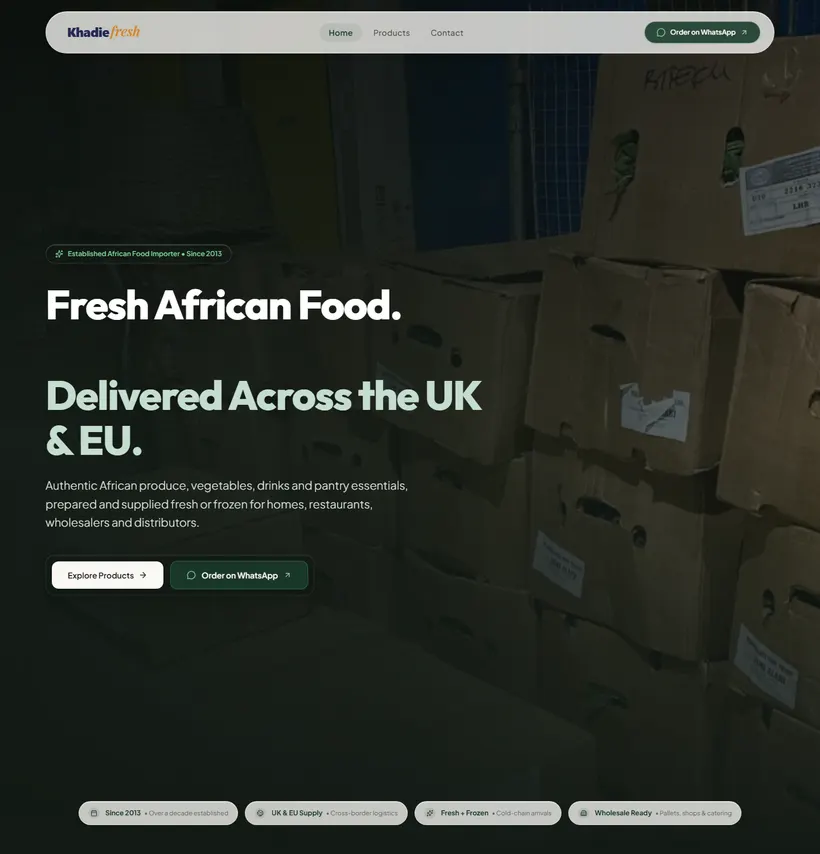 Khadie fresh
Home
Products
Contact
Order on WhatsApp
Established African Food Importer • Since 2013
Fresh African Food.
Delivered Across the UK
& EU.
Authentic African produce, vegetables, drinks and pantry essentials,
prepared and supplied fresh or frozen for homes, restaurants,
wholesalers and distributors.
Explore Products
Order on WhatsApp
Since 2013 • Over a decade established
UK & EU Supply • Cross-border logistics
Fresh + Frozen • Cold-chain arrivals
Wholesale Ready • Pallets, shops & catering